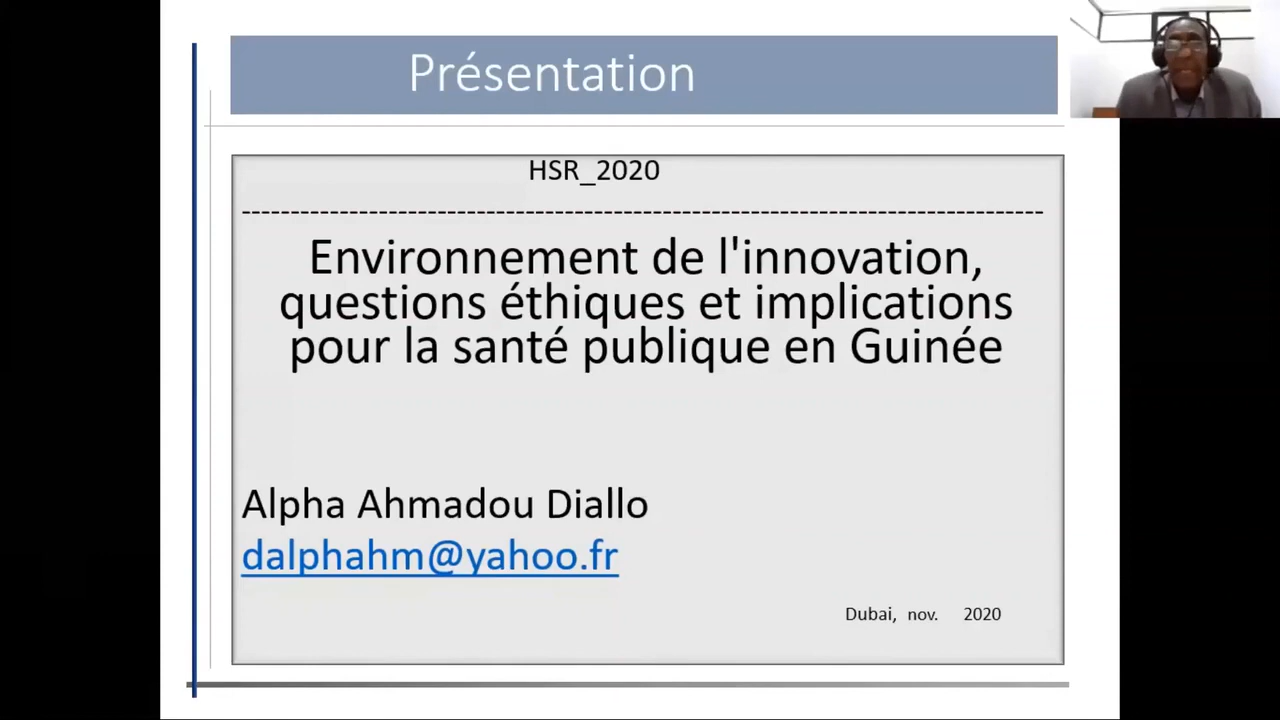 Présentation
HSR_2020
--------------------------------------------------------------------------------
Environnement de l'innovation,
questions éthiques et implications
pour la santé publique en Guinée
Alpha Ahmadou Diallo
dalphahm@yahoo.fr
Dubai, nov. 2020